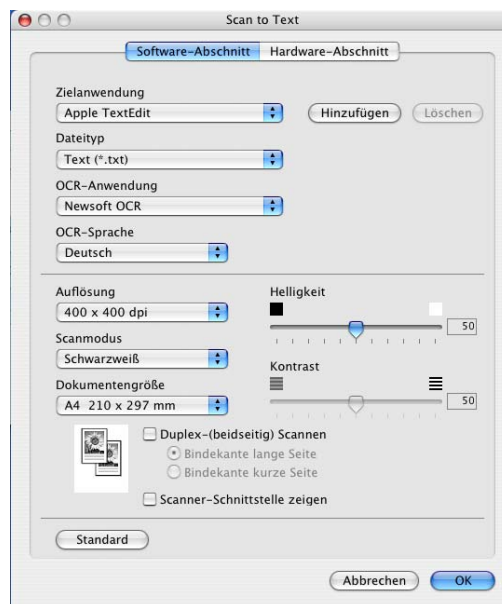 Scan to Text
Software-Abschnitt Hardware-Abschnitt
Zielanwendung
Apple TextEdit Hinzufügen Löschen
Dateityp
Text (*.txt)
OCR-Anwendung
Newsoft OCR
OCR-Sprache
Deutsch
Auflösung Helligkeit
400 x 400 dpi 50
Scanmodus
Schwarzweiß Kontrast
Dokumentengröße
A4 210 x 297 mm 50
Duplex-(beidseitig) Scannen
Bindekante lange Seite
Bindekante kurze Seite
Scanner-Schnittstelle zeigen
Standard
Abbrechen OK